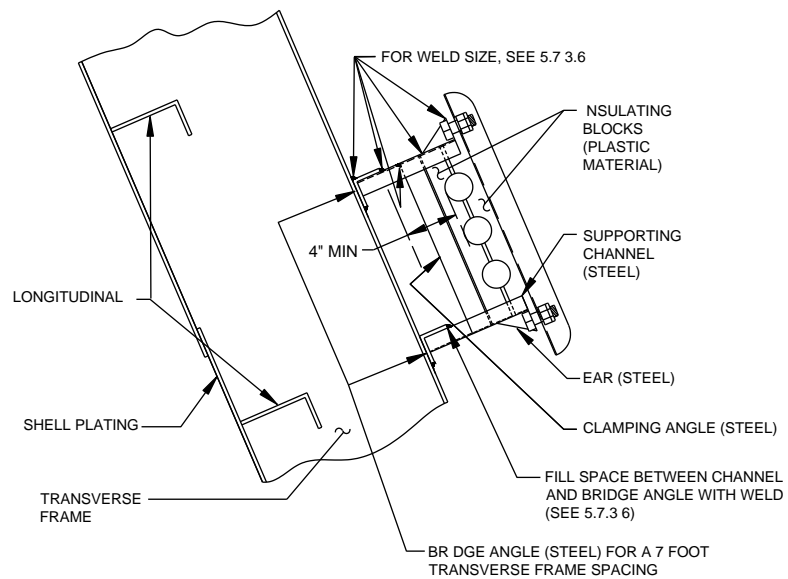 FOR WELD SIZE, SEE 5.7 3.6
NSULATING
BLOCKS
(PLASTIC
MATERIAL)
4" MIN
SUPPORTING
CHANNEL
(STEEL)
LONGITUDINAL
EAR (STEEL)
SHELL PLATING
CLAMPING ANGLE (STEEL)
FILL SPACE BETWEEN CHANNEL
AND BRIDGE ANGLE WITH WELD
(SEE 5.7.3 6)
TRANSVERSE
FRAME
BR DGE ANGLE (STEEL) FOR A 7 FOOT
TRANSVERSE FRAME SPACING